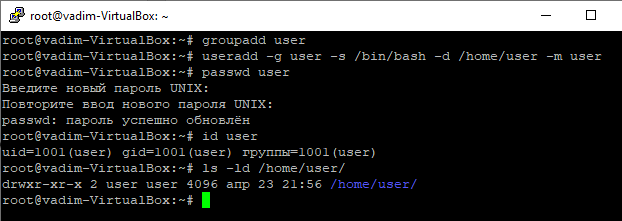 root@vadim-VirtualBox: ~
root@vadim-VirtualBox:~# groupadd user
root@vadim-VirtualBox:~# useradd -g user -s /bin/bash -d /home/user -m user
root@vadim-VirtualBox:~# passwd user
Введите новый пароль UNIX:
Повторите ввод нового пароля UNIX:
passwd: пароль успешно обновлён
root@vadim-VirtualBox:~# id user
uid=1001(user) gid=1001(user) группы=1001(user)
root@vadim-VirtualBox:~# ls -ld /home/user/
drwxr-xr-x 2 user user 4096 апр 23 21:56 /home/user/
root@vadim-VirtualBox:~#